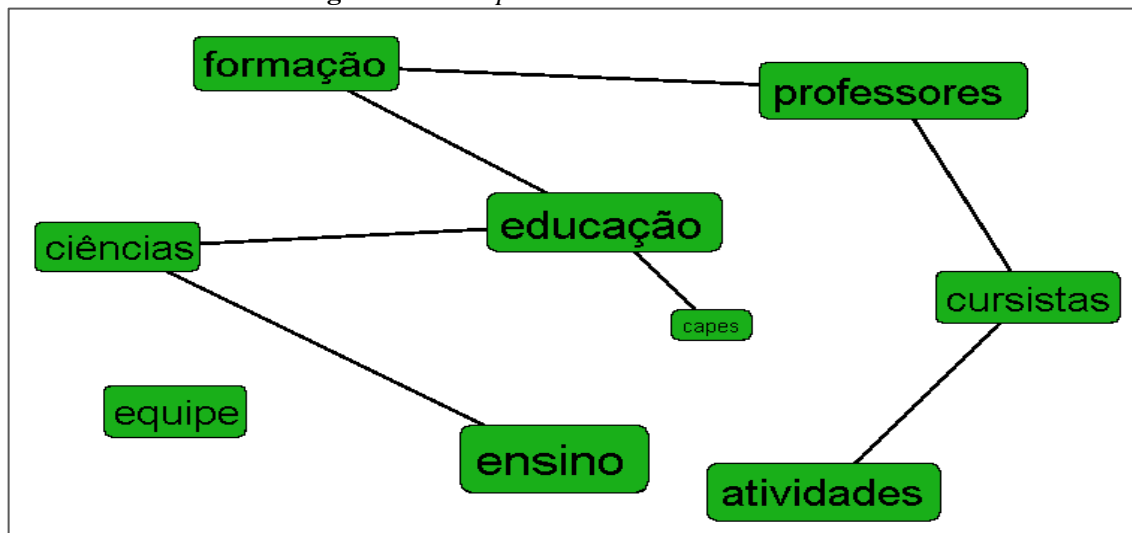 formação
professores
educação
ciências
cursistas
capes
equipe
ensino
atividades